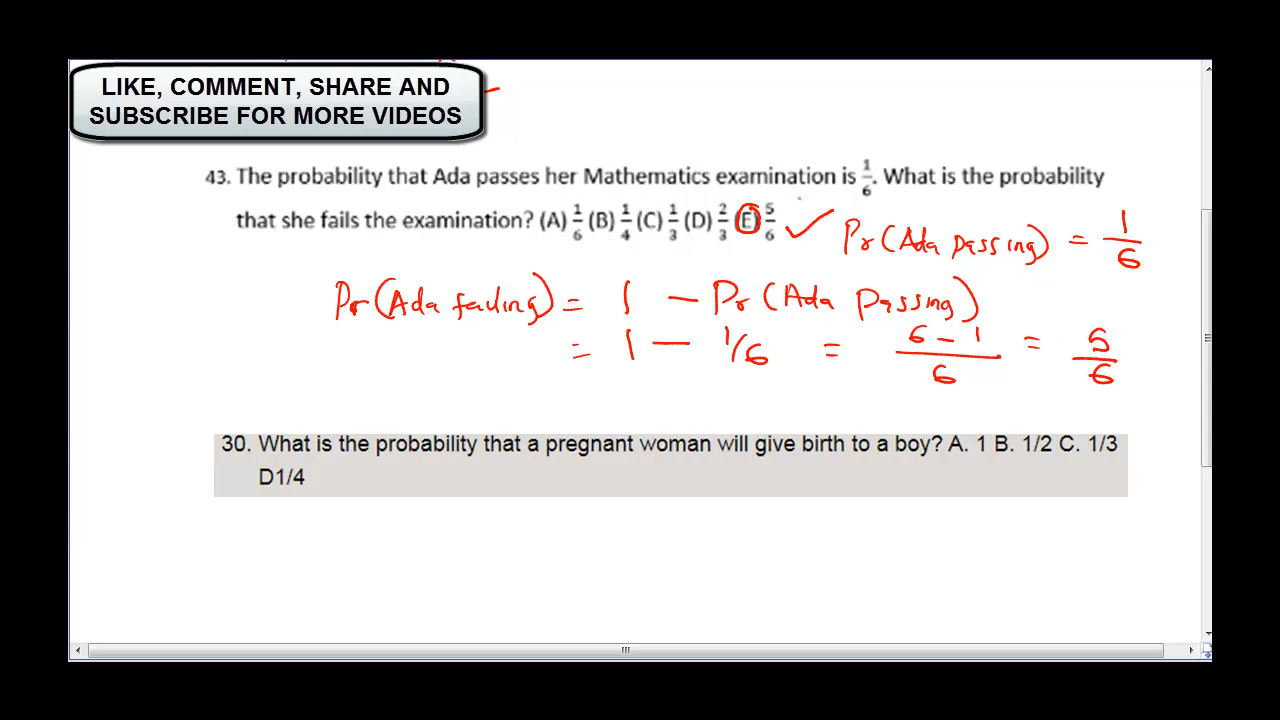 LIKE, COMMENT, SHARE AND
SUBSCRIBE FOR MORE VIDEOS
43. The probability that Ada passes her Mathematics examination is 1/6. What is the probability
that she fails the examination? (A) 1/6 (B) 1/4 (C) 1/3 (D) 2/3 (E) 5/6
Pr(Ada passing) = 1/6
Pr(Ada failing) = 1 - Pr(Ada Passing)
= 1 - 1/6 = 6-1/6 = 5/6
30. What is the probability that a pregnant woman will give birth to a boy? A. 1 B. 1/2 C. 1/3
D1/4